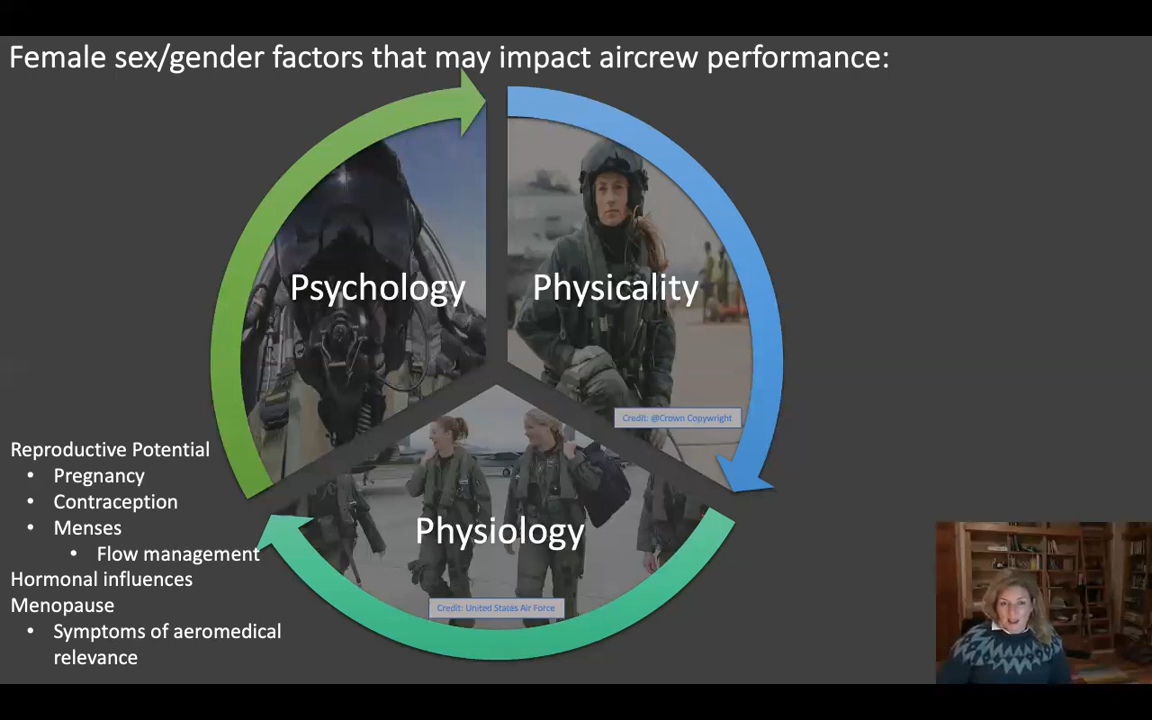 Female sex/gender factors that may impact aircrew performance:
Psychology
Physicality
Credit: @Crown Copywright
Reproductive Potential
• Pregnancy
• Contraception
• Menses
• Flow management
Hormonal influences
Menopause
• Symptoms of aeromedical
relevance
Physiology
Credit: United States Air Force